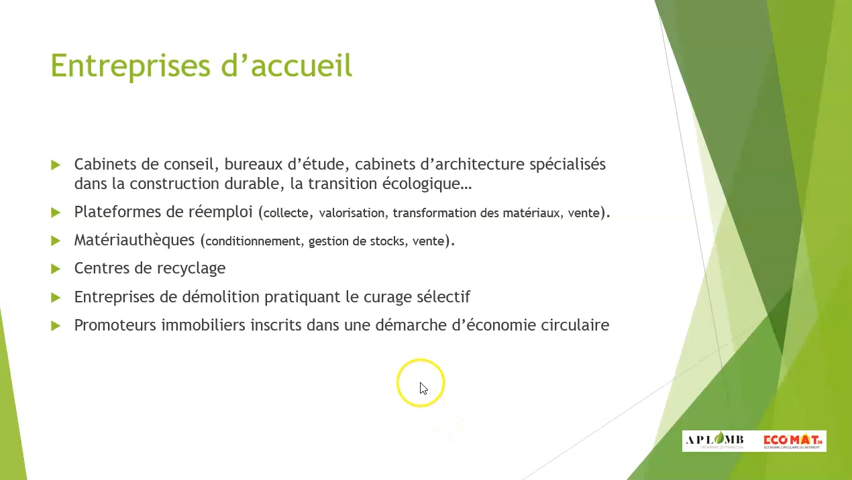 Entreprises d’accueil
Cabinets de conseil, bureaux d’étude, cabinets d’architecture spécialisés
dans la construction durable, la transition écologique…
Plateformes de réemploi (collecte, valorisation, transformation des matériaux, vente).
Matériauthèques (conditionnement, gestion de stocks, vente).
Centres de recyclage
Entreprises de démolition pratiquant le curage sélectif
Promoteurs immobiliers inscrits dans une démarche d’économie circulaire
APLOMB
ECOMAT